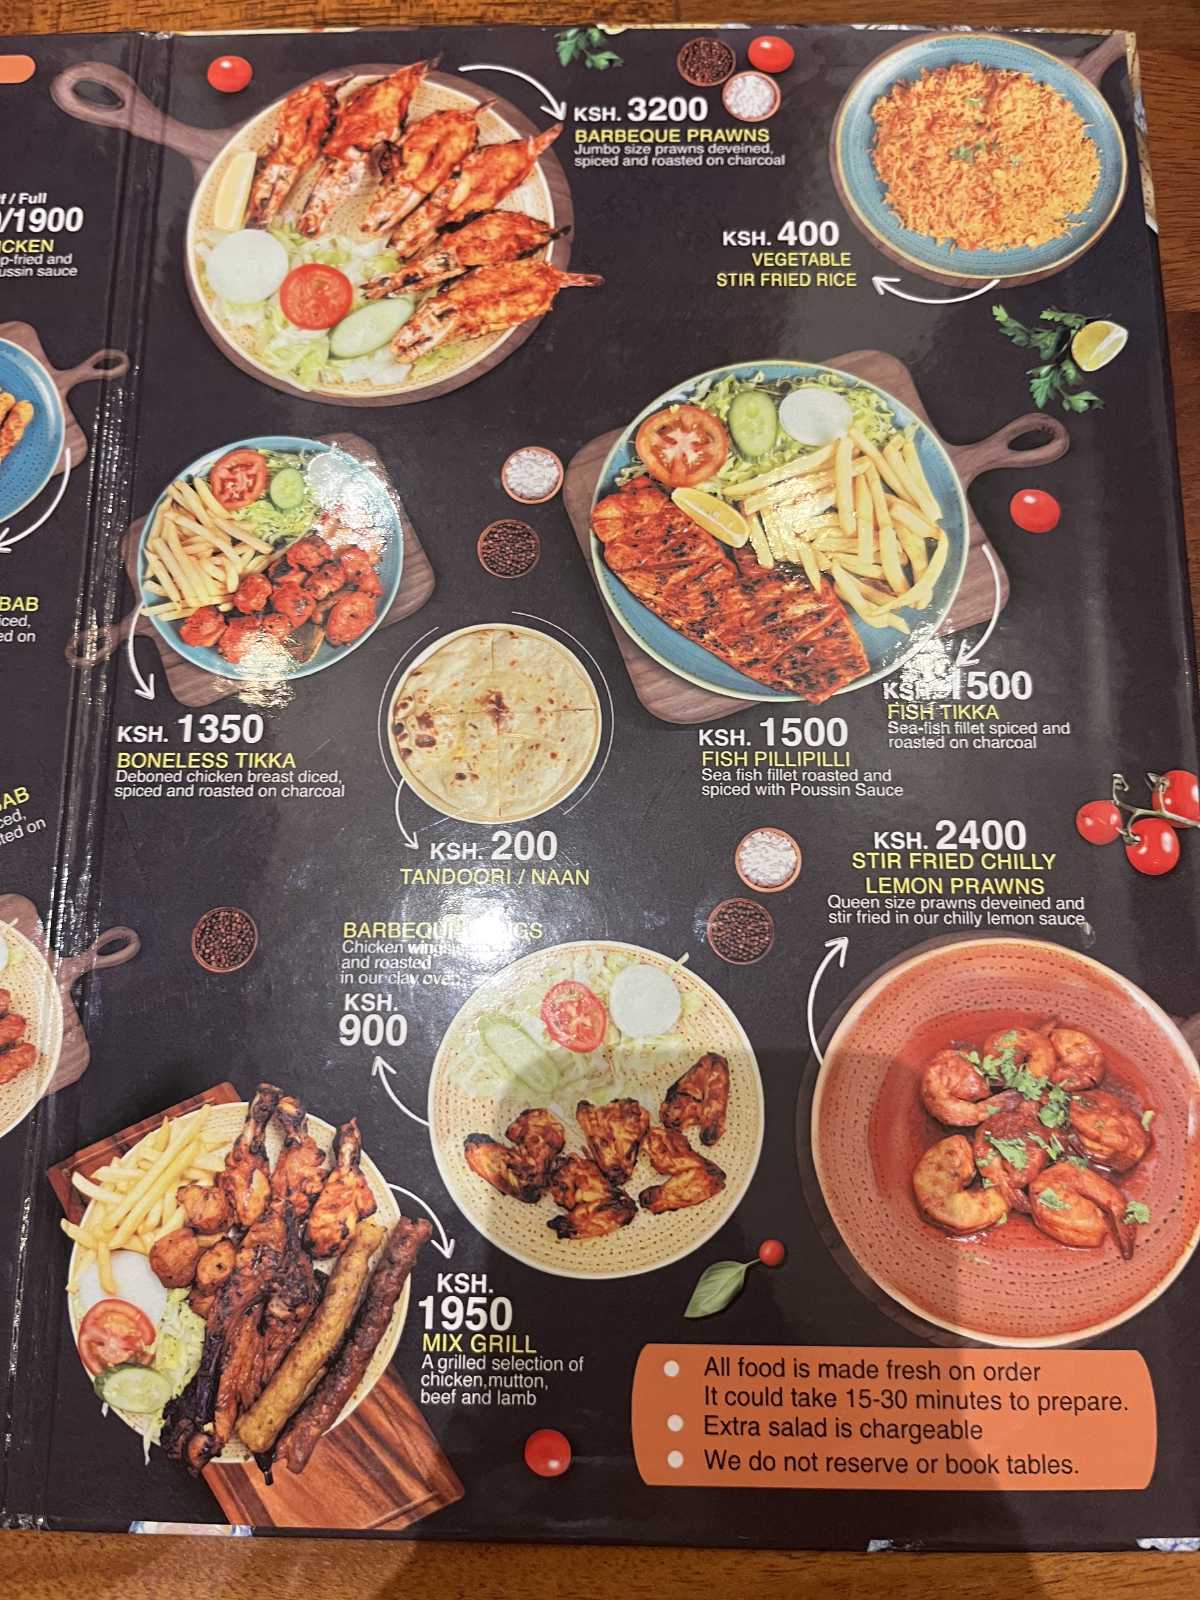 f / Full
/1900
CKEN
p-fried and
ussin sauce
BAB
iced,
ed on
AB
ced,
sted on
KSH. 3200
BARBEQUE PRAWNS
Jumbo size prawns deveined,
spiced and roasted on charcoal
KSH. 400
VEGETABLE
STIR FRIED RICE
KSH. 1350
BONELESS TIKKA
Deboned chicken breast diced,
spiced and roasted on charcoal
KSH. 200
TANDOORI / NAAN
KSH. 1500
FISH TIKKA
Sea-fish fillet spiced and
roasted on charcoal
KSH. 1500
FISH PILLIPILLI
Sea fish fillet roasted and
spiced with Poussin Sauce
KSH. 2400
STIR FRIED CHILLY
LEMON PRAWNS
Queen size prawns deveined and
stir fried in our chilly lemon sauce
BARBEQUE WINGS
Chicken wings
and roasted
in our clay oven
KSH.
900
KSH.
1950
MIX GRILL
A grilled selection of
chicken,mutton,
beef and lamb
All food is made fresh on order
It could take 15-30 minutes to prepare.
Extra salad is chargeable
We do not reserve or book tables.